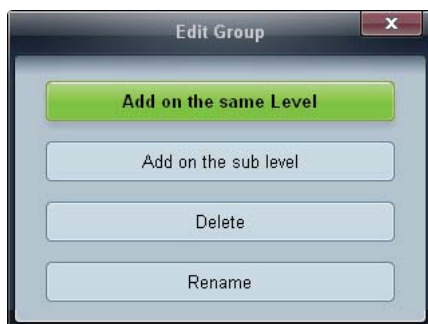 Edit Group
x
Add on the same Level
Add on the sub level
Delete
Rename